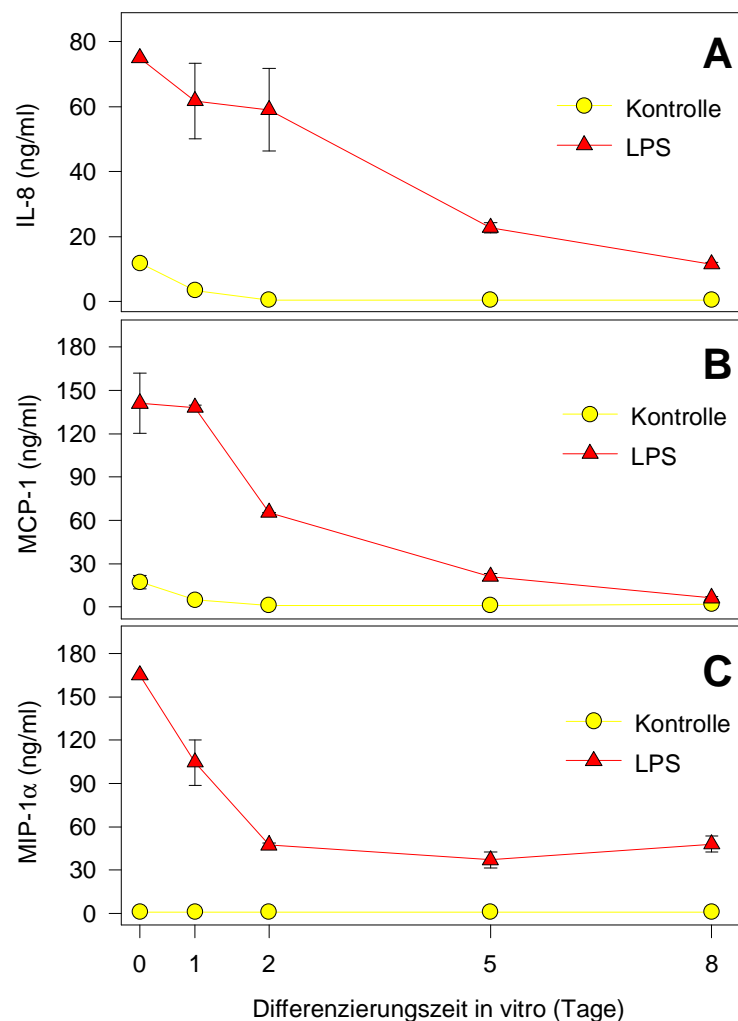 A
80
60
40
20
0
IL-8 (ng/ml)
Kontrolle
LPS
B
180
150
120
90
60
30
0
MCP-1 (ng/ml)
Kontrolle
LPS
C
180
150
120
90
60
30
0
MIP-1α (ng/ml)
Kontrolle
LPS
0 1 2 5 8
Differenzierungszeit in vitro (Tage)